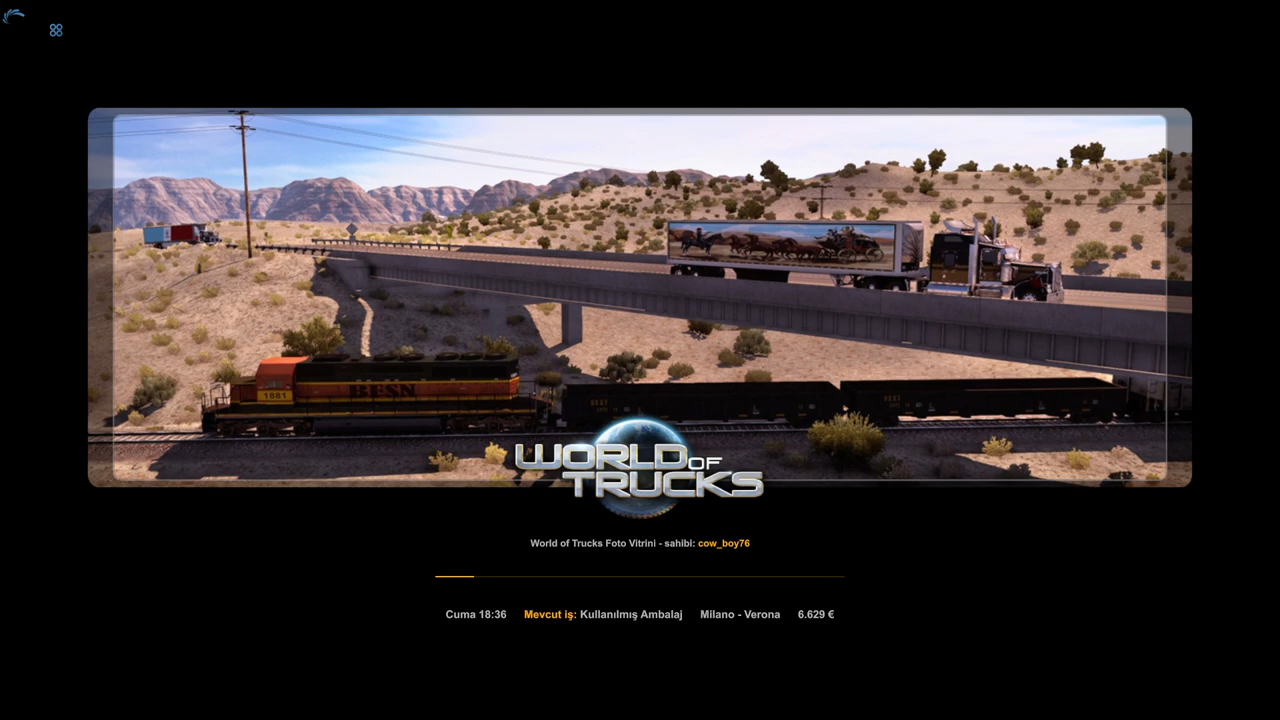 1881
BFSN
WORLD OF
TRUCKS
World of Trucks Foto Vitrini - sahibi: cow_boy76
Cuma 18:36 Mevcut iş: Kullanılmış Ambalaj Milano - Verona 6.629 €